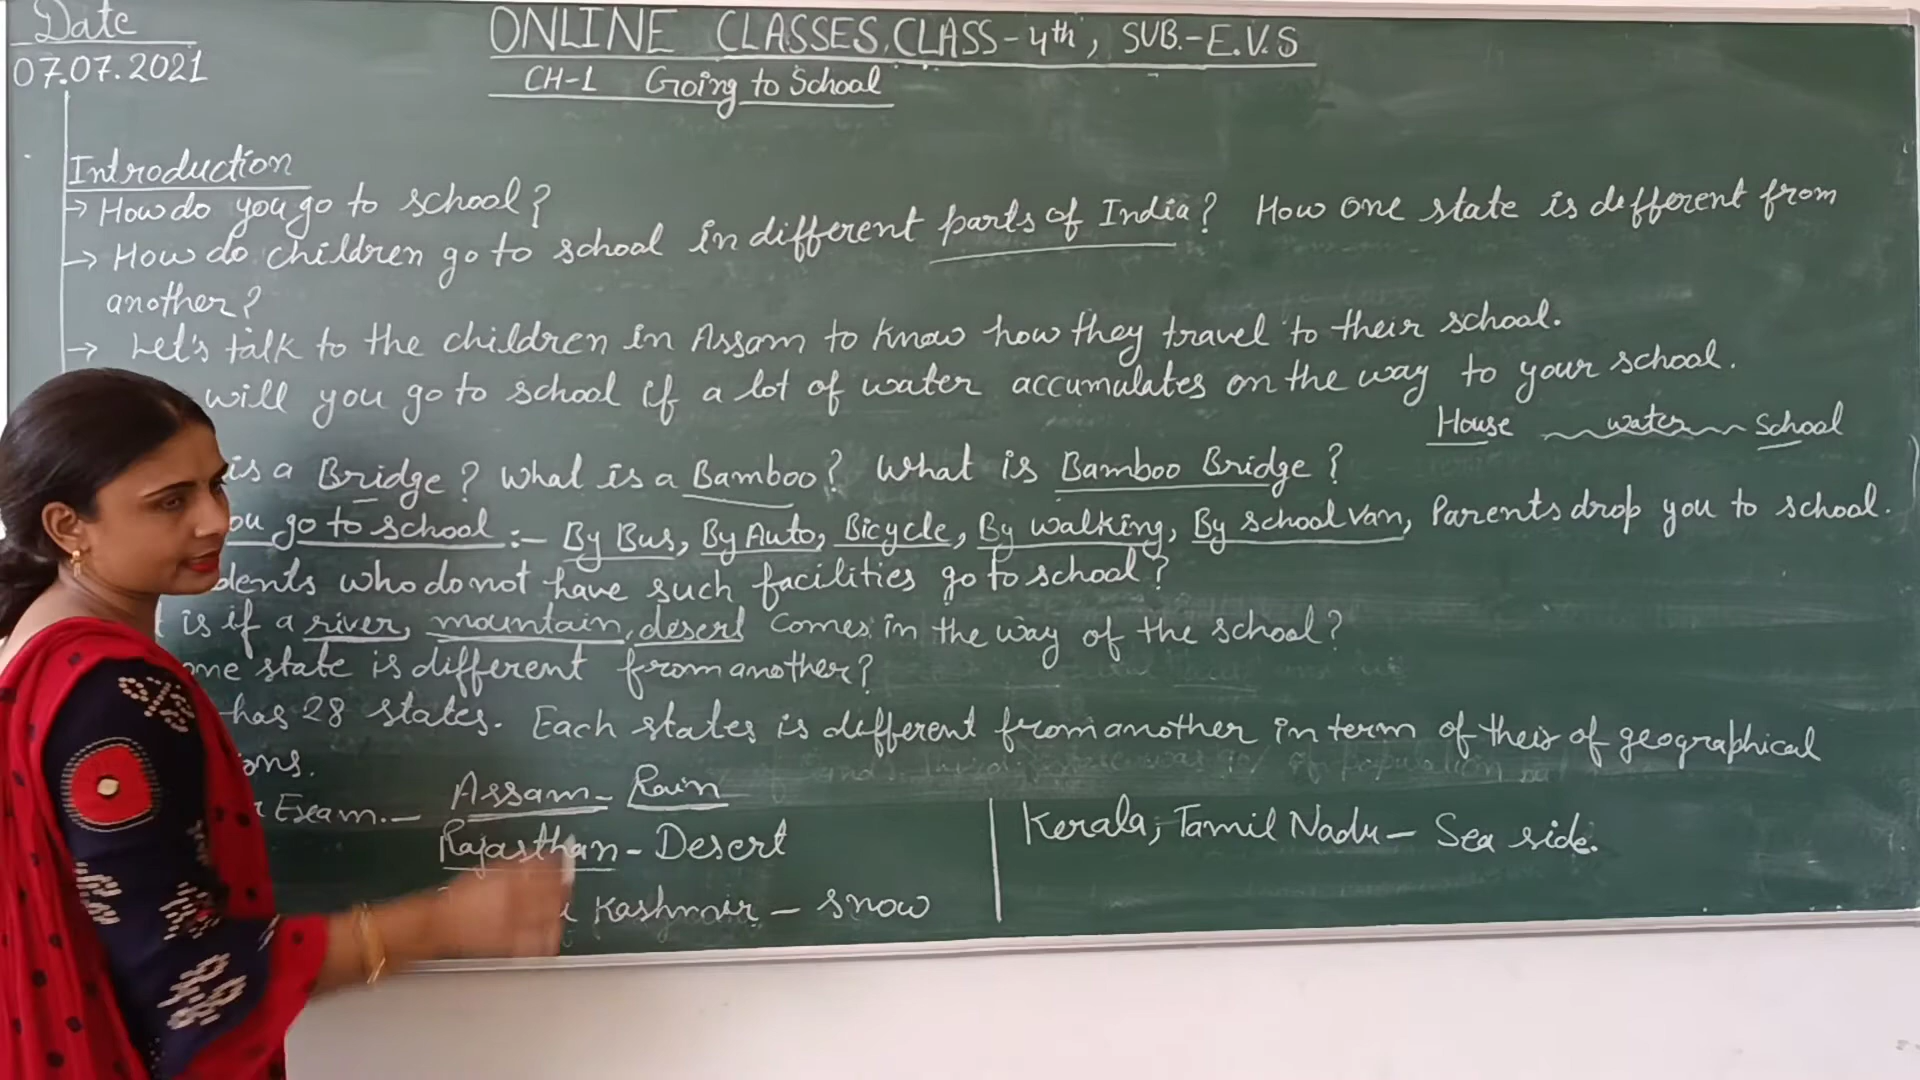 Date
07.07.2021
ONLINE CLASSES, CLASS-4th, SUB.-E.V.S
CH-1 Going to School
Introduction
→ How do you go to school?
→ How do children go to school in different parts of India? How one state is different from
another?
→ Let's talk to the children in Assam to know how they travel to their school.
will you go to school if a lot of water accumulates on the way to your school.
House water School
is a Bridge? What is a Bamboo? What is Bamboo Bridge?
ou go to school :- By Bus, By Auto, Bicycle, By walking, By school van, Parents drop you to school.
dents who do not have such facilities go to school?
is if a river, mountain, desert comes in the way of the school?
one state is different from another?
has 28 states. Each states is different from another in term of their of geographical
ons.
Exam.- Assam - Rain
Rajasthan - Desert
Kashmair - snow
Kerala, Tamil Nadu - Sea side.